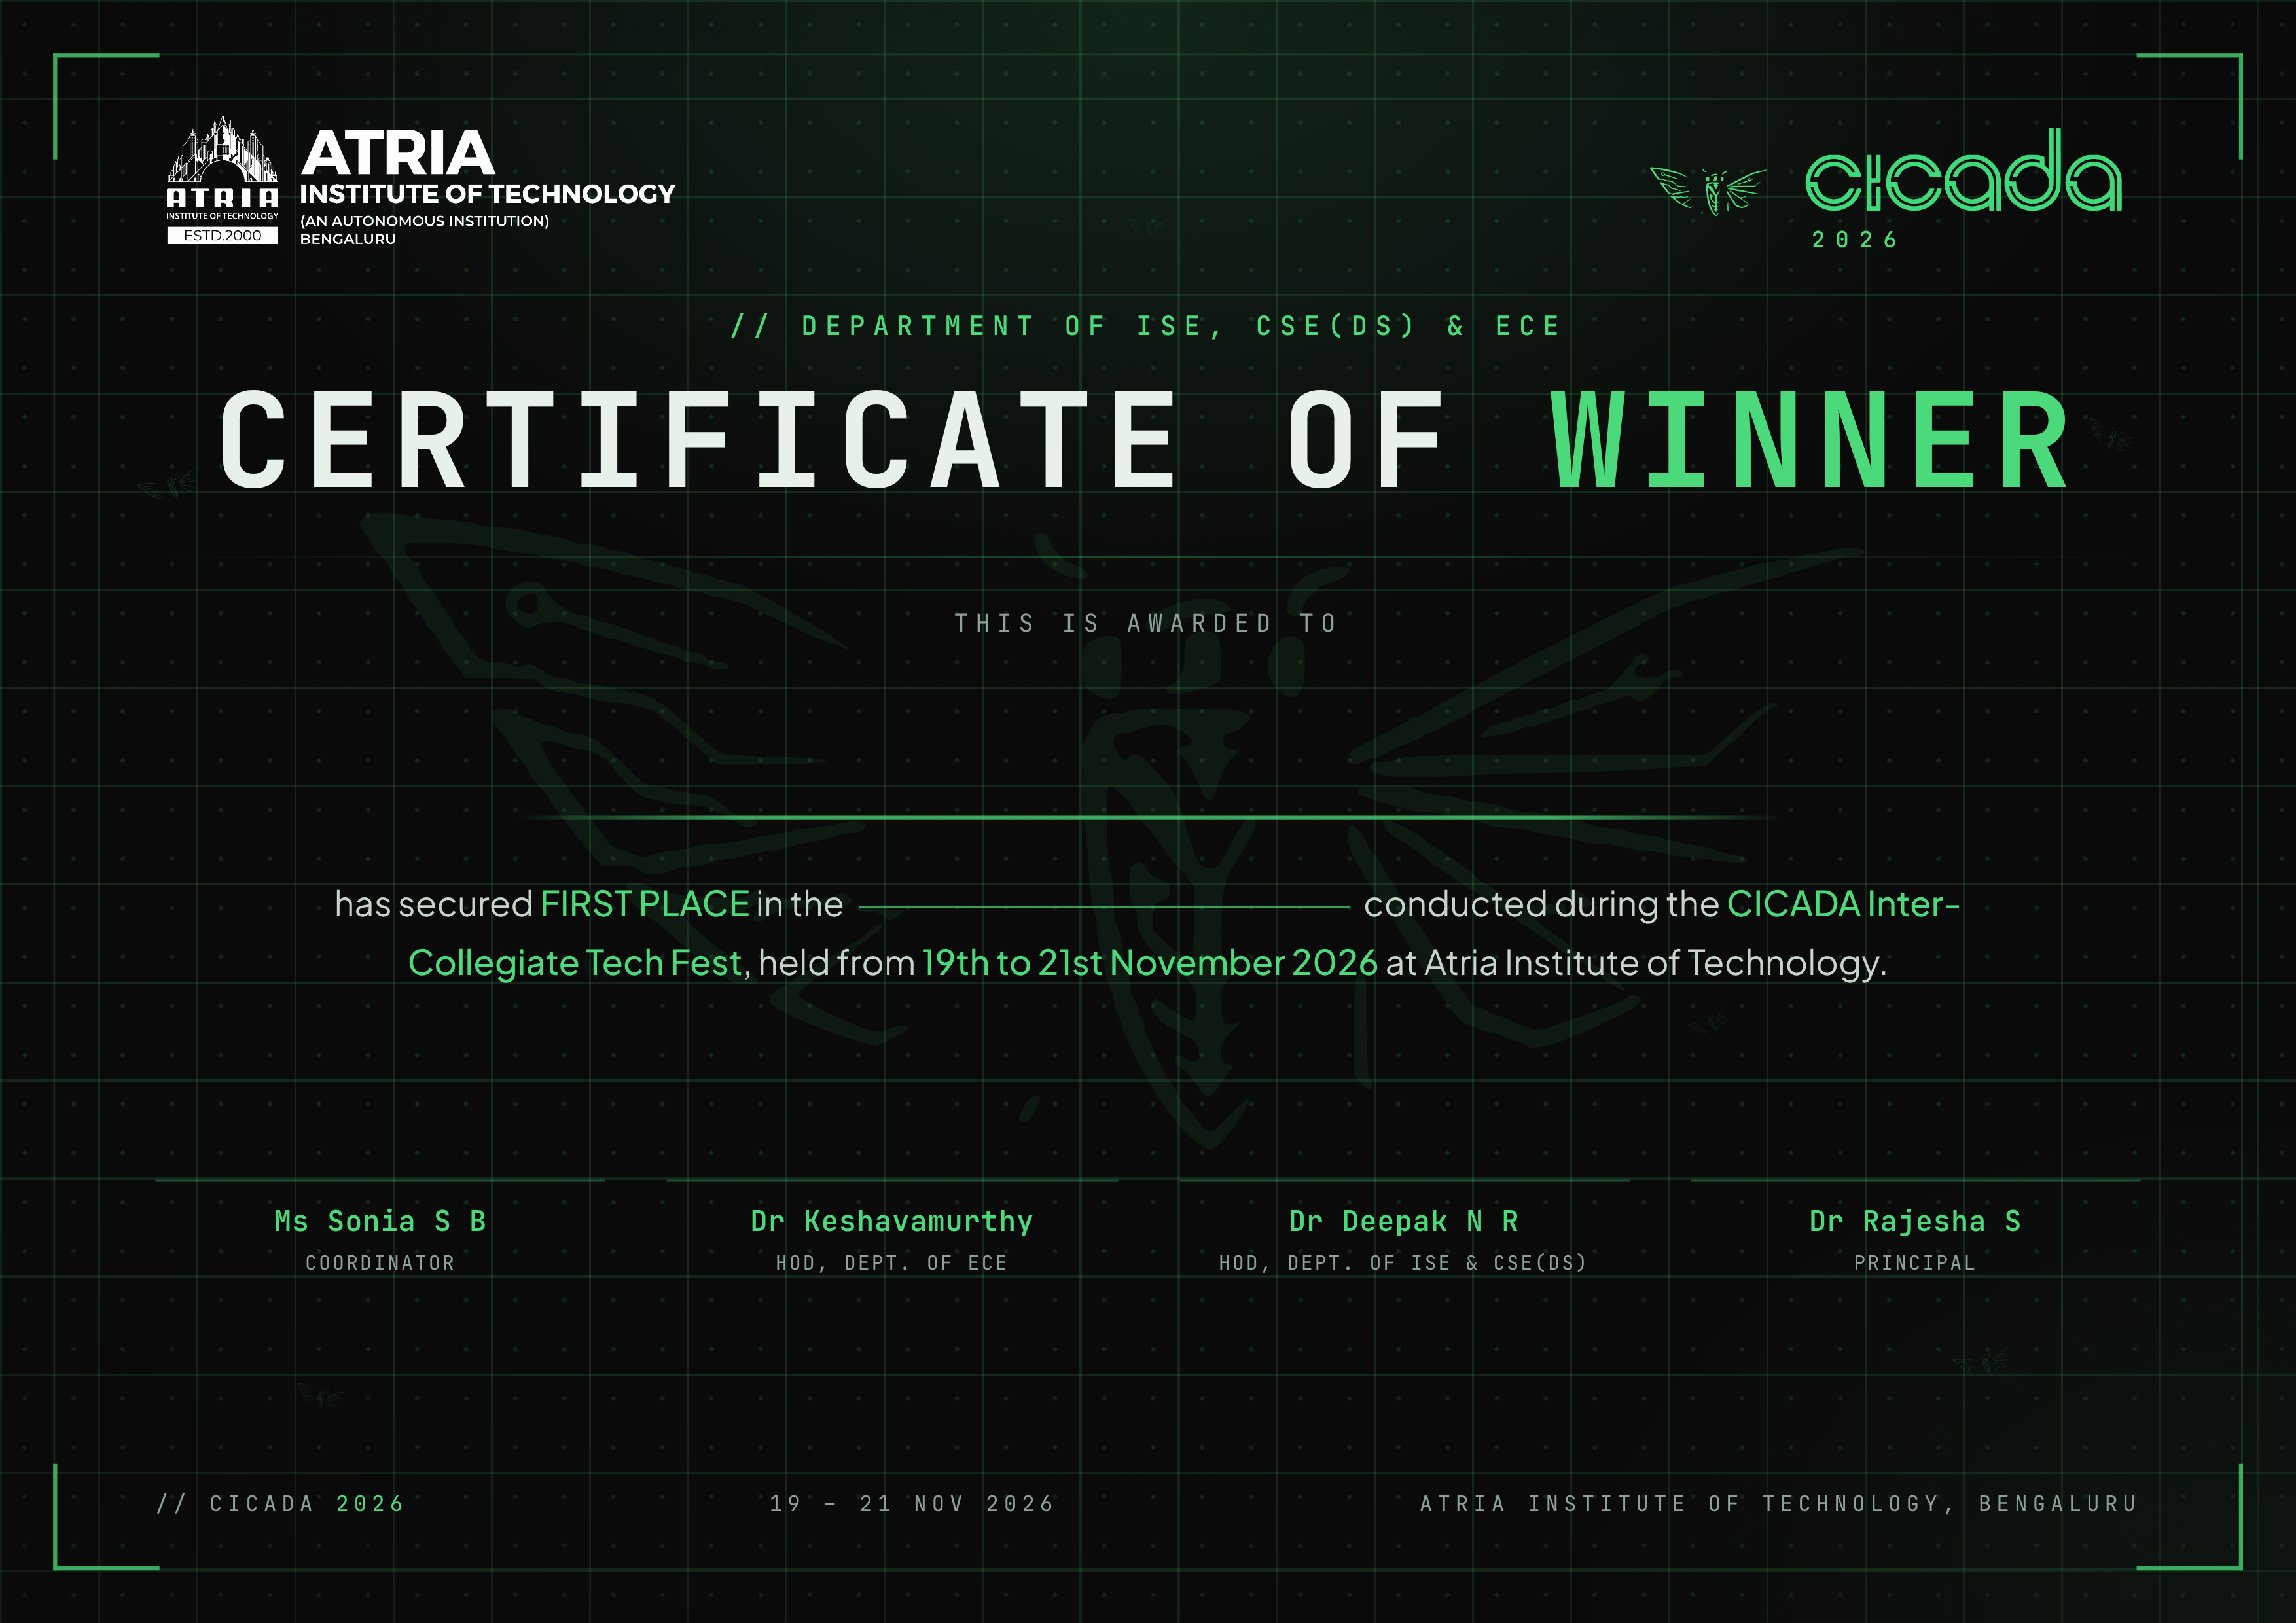 ATRIA
INSTITUTE OF TECHNOLOGY
ESTD.2000
ATRIA
INSTITUTE OF TECHNOLOGY
(AN AUTONOMOUS INSTITUTION)
BENGALURU
cicada
2026
// DEPARTMENT OF ISE, CSE(DS) & ECE
CERTIFICATE OF WINNER
THIS IS AWARDED TO
has secured FIRST PLACE in the conducted during the CICADA Inter-
Collegiate Tech Fest, held from 19th to 21st November 2026 at Atria Institute of Technology.
Ms Sonia S B
COORDINATOR
Dr Keshavamurthy
HOD, DEPT. OF ECE
Dr Deepak N R
HOD, DEPT. OF ISE & CSE(DS)
Dr Rajesha S
PRINCIPAL
// CICADA 2026
19 – 21 NOV 2026
ATRIA INSTITUTE OF TECHNOLOGY, BENGALURU